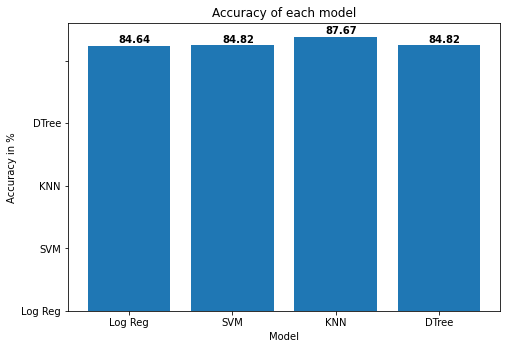 Accuracy of each model
84.64
84.82
87.67
84.82
Accuracy in %
DTree
KNN
SVM
Log Reg
Log Reg SVM KNN DTree
Model